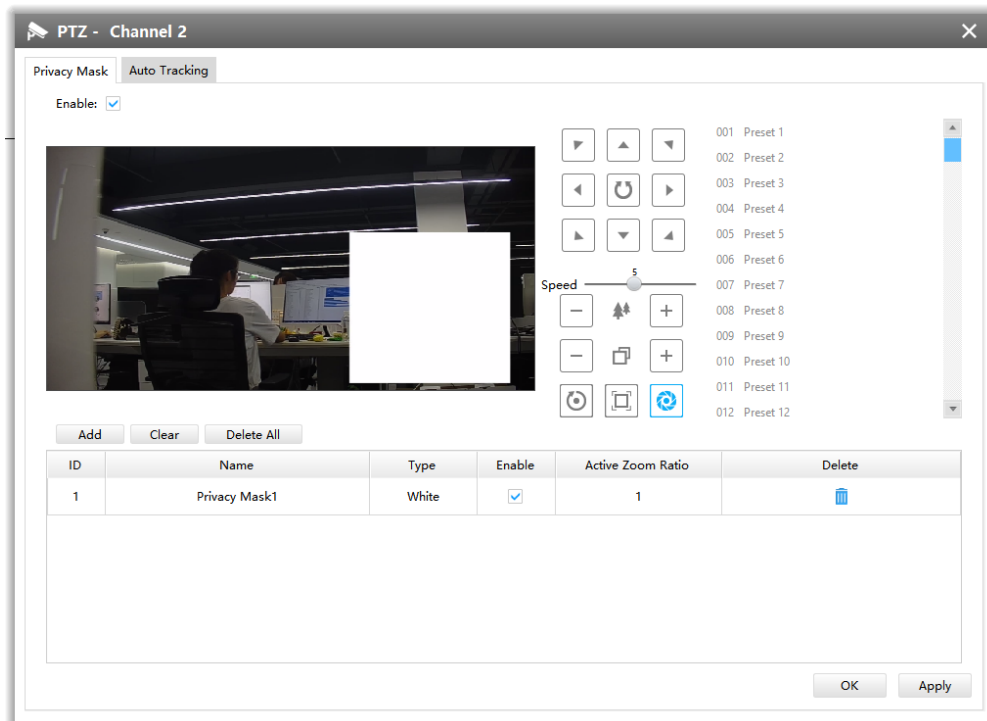 PTZ - Channel 2
Privacy Mask Auto Tracking
Enable:
001 Preset 1
002 Preset 2
003 Preset 3
004 Preset 4
005 Preset 5
006 Preset 6
007 Preset 7
008 Preset 8
009 Preset 9
010 Preset 10
011 Preset 11
012 Preset 12
5
Speed
Add Clear Delete All
ID Name Type Enable Active Zoom Ratio Delete
1 Privacy Mask1 White 1
OK Apply